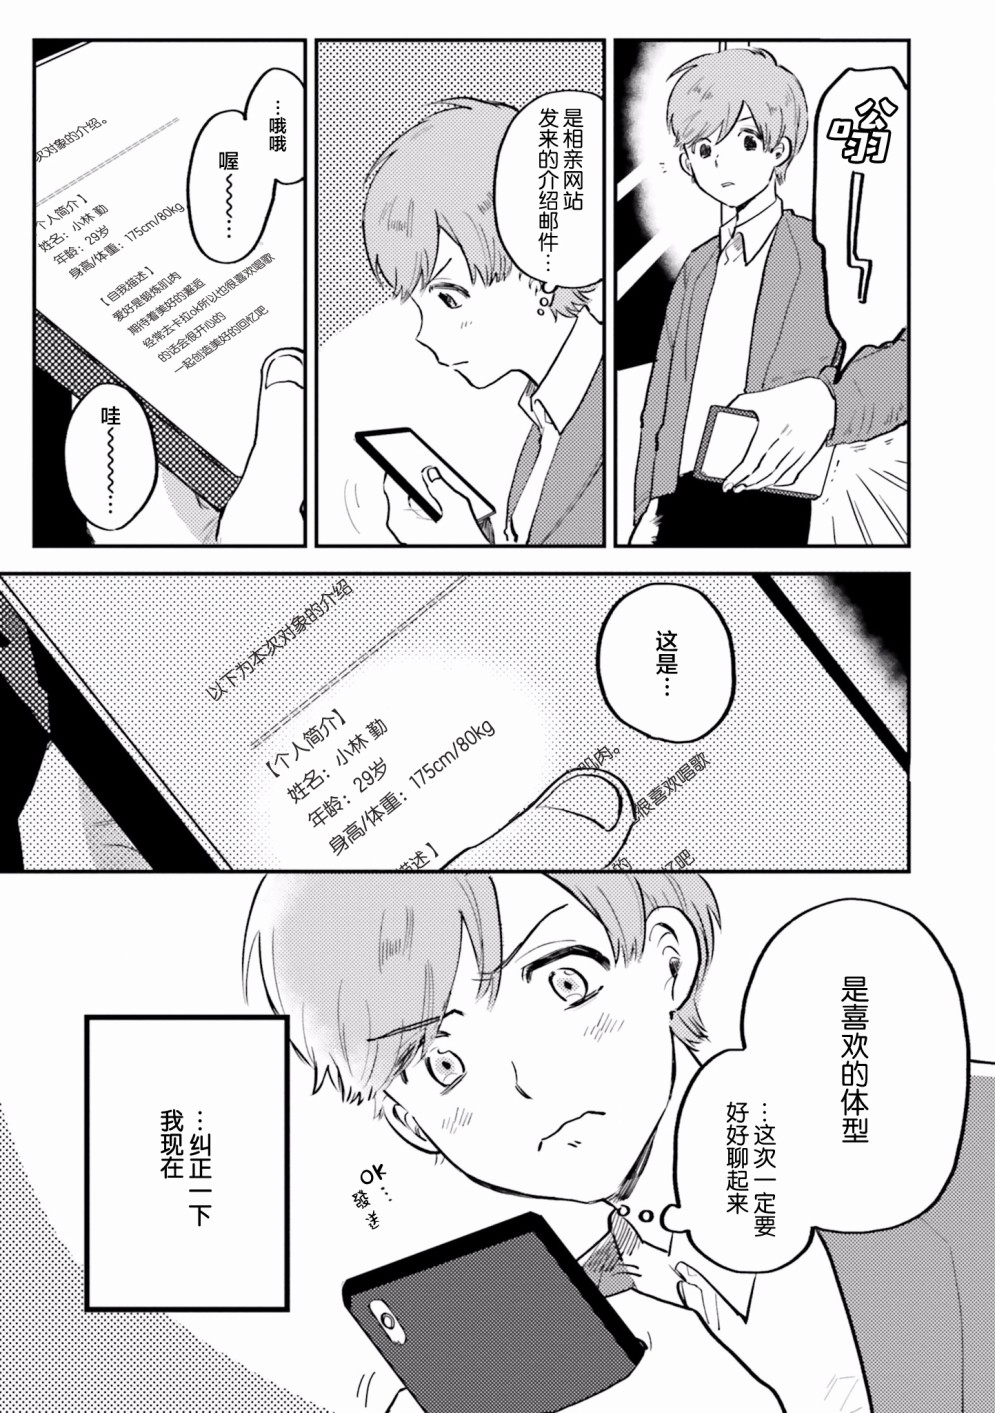 嗡嗡
是相亲网站
发来的介绍邮件…
…哦哦
喔～～～…
次对象的介绍。
个人简介】
姓名：小林 勤
年龄：29岁
身高/体重：175cm/80kg
【自我描述】
爱好是锻炼肌肉
期待着美好的邂逅
经常去卡拉ok所以也很喜欢唱歌
的话会很开心的
一起创造美好的回忆吧
哇～～～…
这是…
以下为本次对象的介绍
【个人简介】
姓名：小林 勤
年龄：29岁
身高/体重：175cm/80kg
描述】
肌肉。
很喜欢唱歌
的
忆吧
是喜欢的体型
…这次一定要
好好聊起来
OK…
發送
…纠正一下
我现在